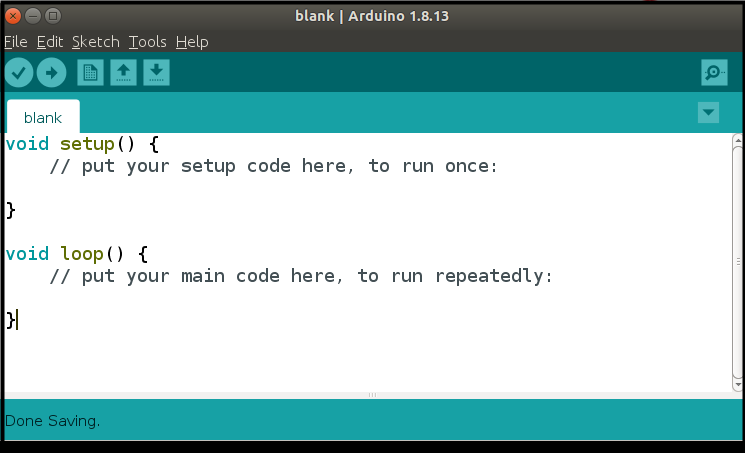 blank | Arduino 1.8.13
File Edit Sketch Tools Help
blank
void setup() {
    // put your setup code here, to run once:
}
void loop() {
    // put your main code here, to run repeatedly:
}
Done Saving.